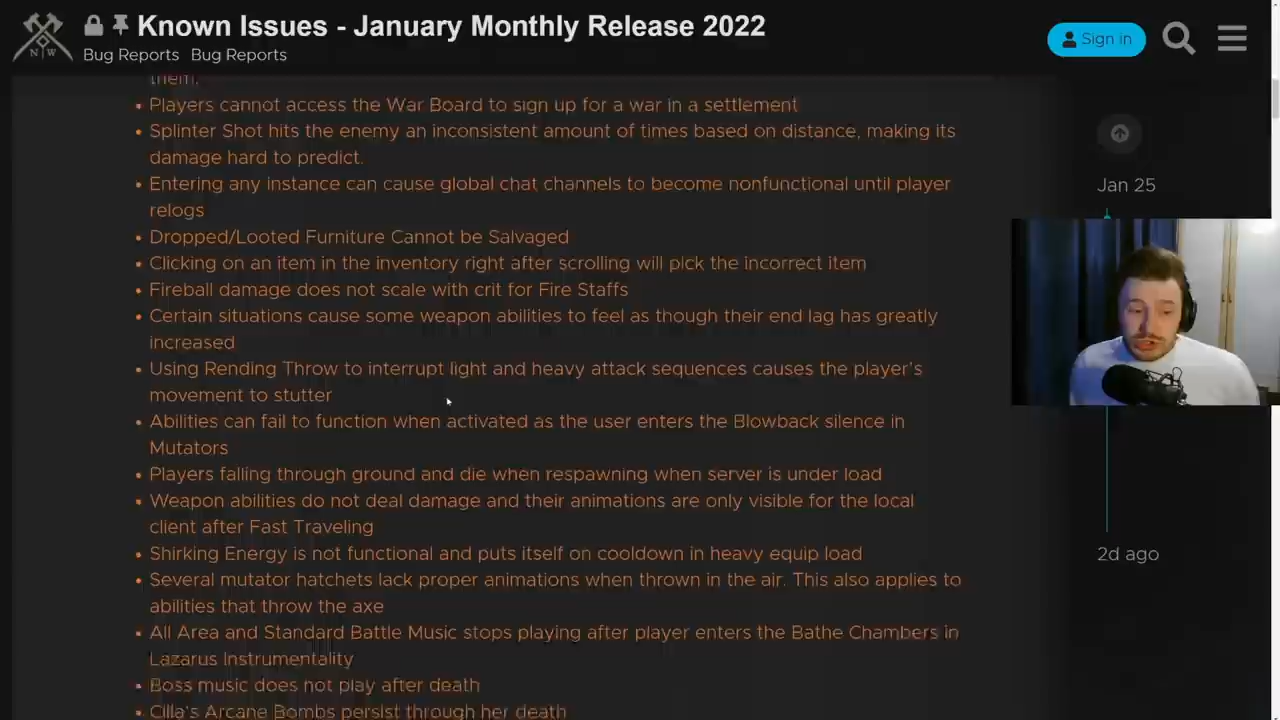 Known Issues - January Monthly Release 2022
N W
Bug Reports Bug Reports
Sign in
them.
• Players cannot access the War Board to sign up for a war in a settlement
• Splinter Shot hits the enemy an inconsistent amount of times based on distance, making its
damage hard to predict.
• Entering any instance can cause global chat channels to become nonfunctional until player
relogs
• Dropped/Looted Furniture Cannot be Salvaged
• Clicking on an item in the inventory right after scrolling will pick the incorrect item
• Fireball damage does not scale with crit for Fire Staffs
• Certain situations cause some weapon abilities to feel as though their end lag has greatly
increased
• Using Rending Throw to interrupt light and heavy attack sequences causes the player's
movement to stutter
• Abilities can fail to function when activated as the user enters the Blowback silence in
Mutators
• Players falling through ground and die when respawning when server is under load
• Weapon abilities do not deal damage and their animations are only visible for the local
client after Fast Traveling
• Shirking Energy is not functional and puts itself on cooldown in heavy equip load
• Several mutator hatchets lack proper animations when thrown in the air. This also applies to
abilities that throw the axe
• All Area and Standard Battle Music stops playing after player enters the Bathe Chambers in
Lazarus Instrumentality
• Boss music does not play after death
• Cilla's Arcane Bombs persist through her death
Jan 25
2d ago